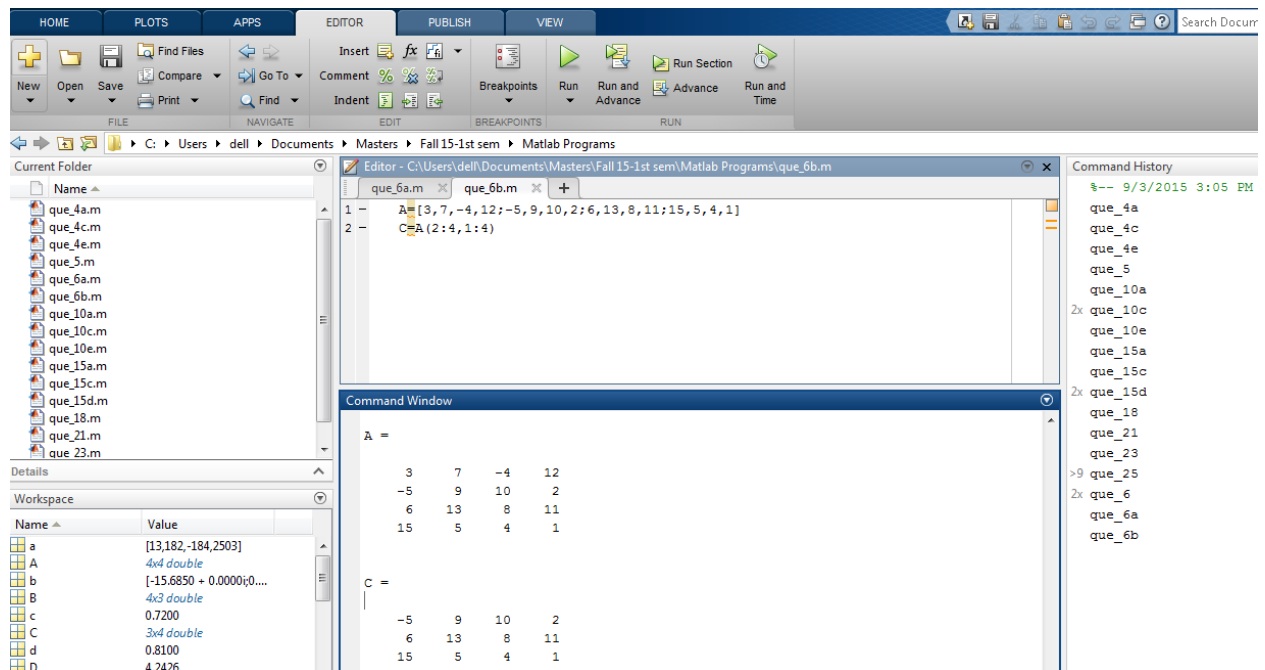 HOME PLOTS APPS EDITOR PUBLISH VIEW
Search Docum
New Open Save
Find Files
Compare
Print
FILE
Go To
Find
NAVIGATE
Insert fx
Comment
Indent
EDIT
Breakpoints
BREAKPOINTS
Run
Run and Advance
Run Section
Advance
Run and Time
RUN
C: Users dell Documents Masters Fall 15-1st sem Matlab Programs
Current Folder
Name
que_4a.m
que_4c.m
que_4e.m
que_5.m
que_6a.m
que_6b.m
que_10a.m
que_10c.m
que_10e.m
que_15a.m
que_15c.m
que_15d.m
que_18.m
que_21.m
que_23.m
Details
Workspace
Name Value
a [13,182,-184,2503]
A 4x4 double
b [-15.6850 + 0.0000i;0....
B 4x3 double
c 0.7200
C 3x4 double
d 0.8100
D 4.2426
Editor - C:\Users\dell\Documents\Masters\Fall 15-1st sem\Matlab Programs\que_6b.m
que_6a.m que_6b.m
1 - A=[3,7,-4,12;-5,9,10,2;6,13,8,11;15,5,4,1]
2 - C=A(2:4,1:4)
Command Window
A =
3 7 -4 12
-5 9 10 2
6 13 8 11
15 5 4 1
C =
-5 9 10 2
6 13 8 11
15 5 4 1
Command History
%-- 9/3/2015 3:05 PM
que_4a
que_4c
que_4e
que_5
que_10a
2x que_10c
que_10e
que_15a
que_15c
2x que_15d
que_18
que_21
que_23
>9 que_25
2x que_6
que_6a
que_6b